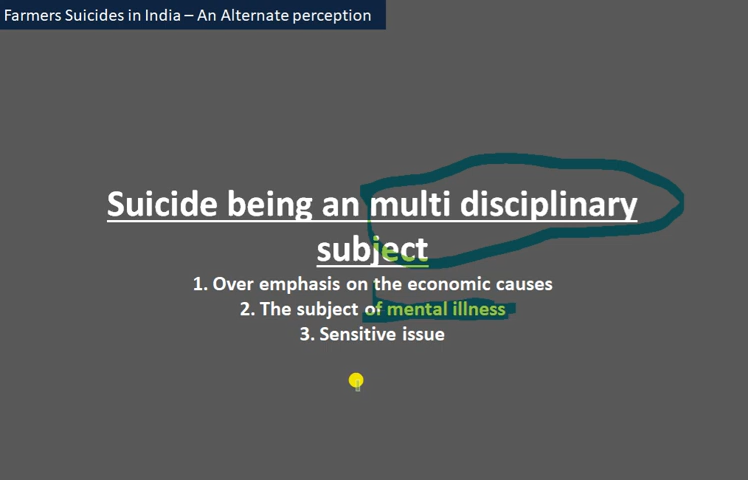 Farmers Suicides in India – An Alternate perception
Suicide being an multi disciplinary
subject
1. Over emphasis on the economic causes
2. The subject of mental illness
3. Sensitive issue